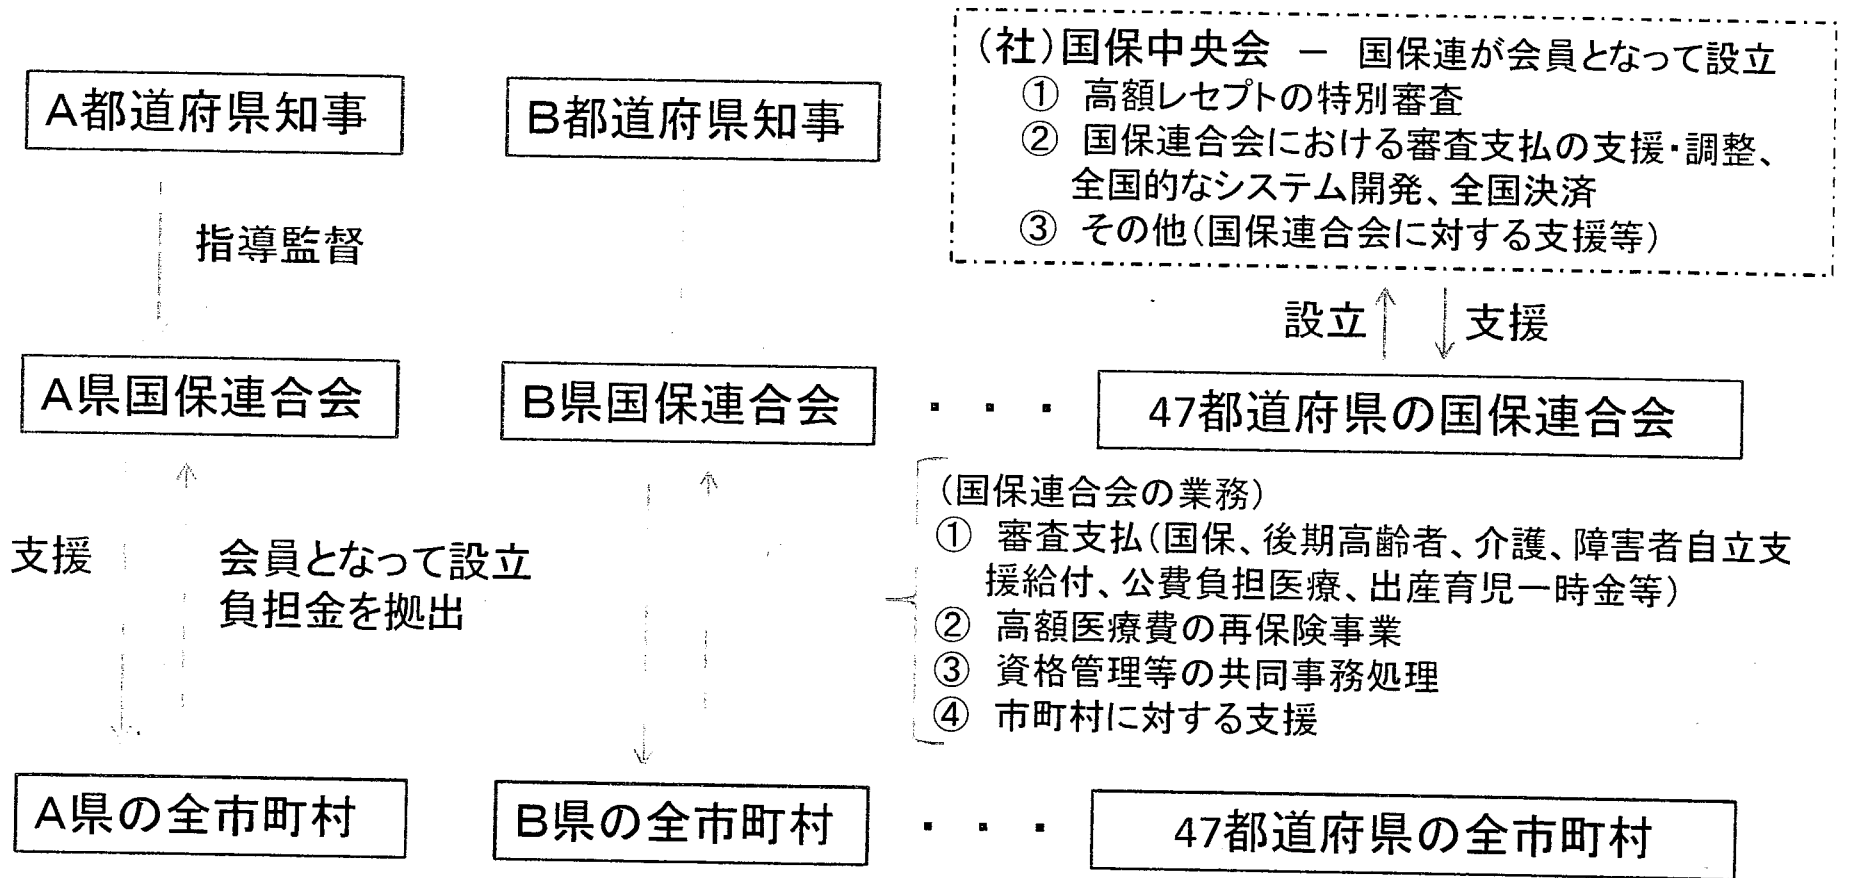 A都道府県知事
B都道府県知事
(社)国保中央会 － 国保連が会員となって設立
① 高額レセプトの特別審査
② 国保連合会における審査支払の支援・調整、
全国的なシステム開発、全国決済
③ その他(国保連合会に対する支援等)
指導監督
設立
支援
A県国保連合会
B県国保連合会
・・・
47都道府県の国保連合会
支援
会員となって設立
負担金を拠出
(国保連合会の業務)
① 審査支払(国保、後期高齢者、介護、障害者自立支
援給付、公費負担医療、出産育児一時金等)
② 高額医療費の再保険事業
③ 資格管理等の共同事務処理
④ 市町村に対する支援
A県の全市町村
B県の全市町村
・・・
47都道府県の全市町村